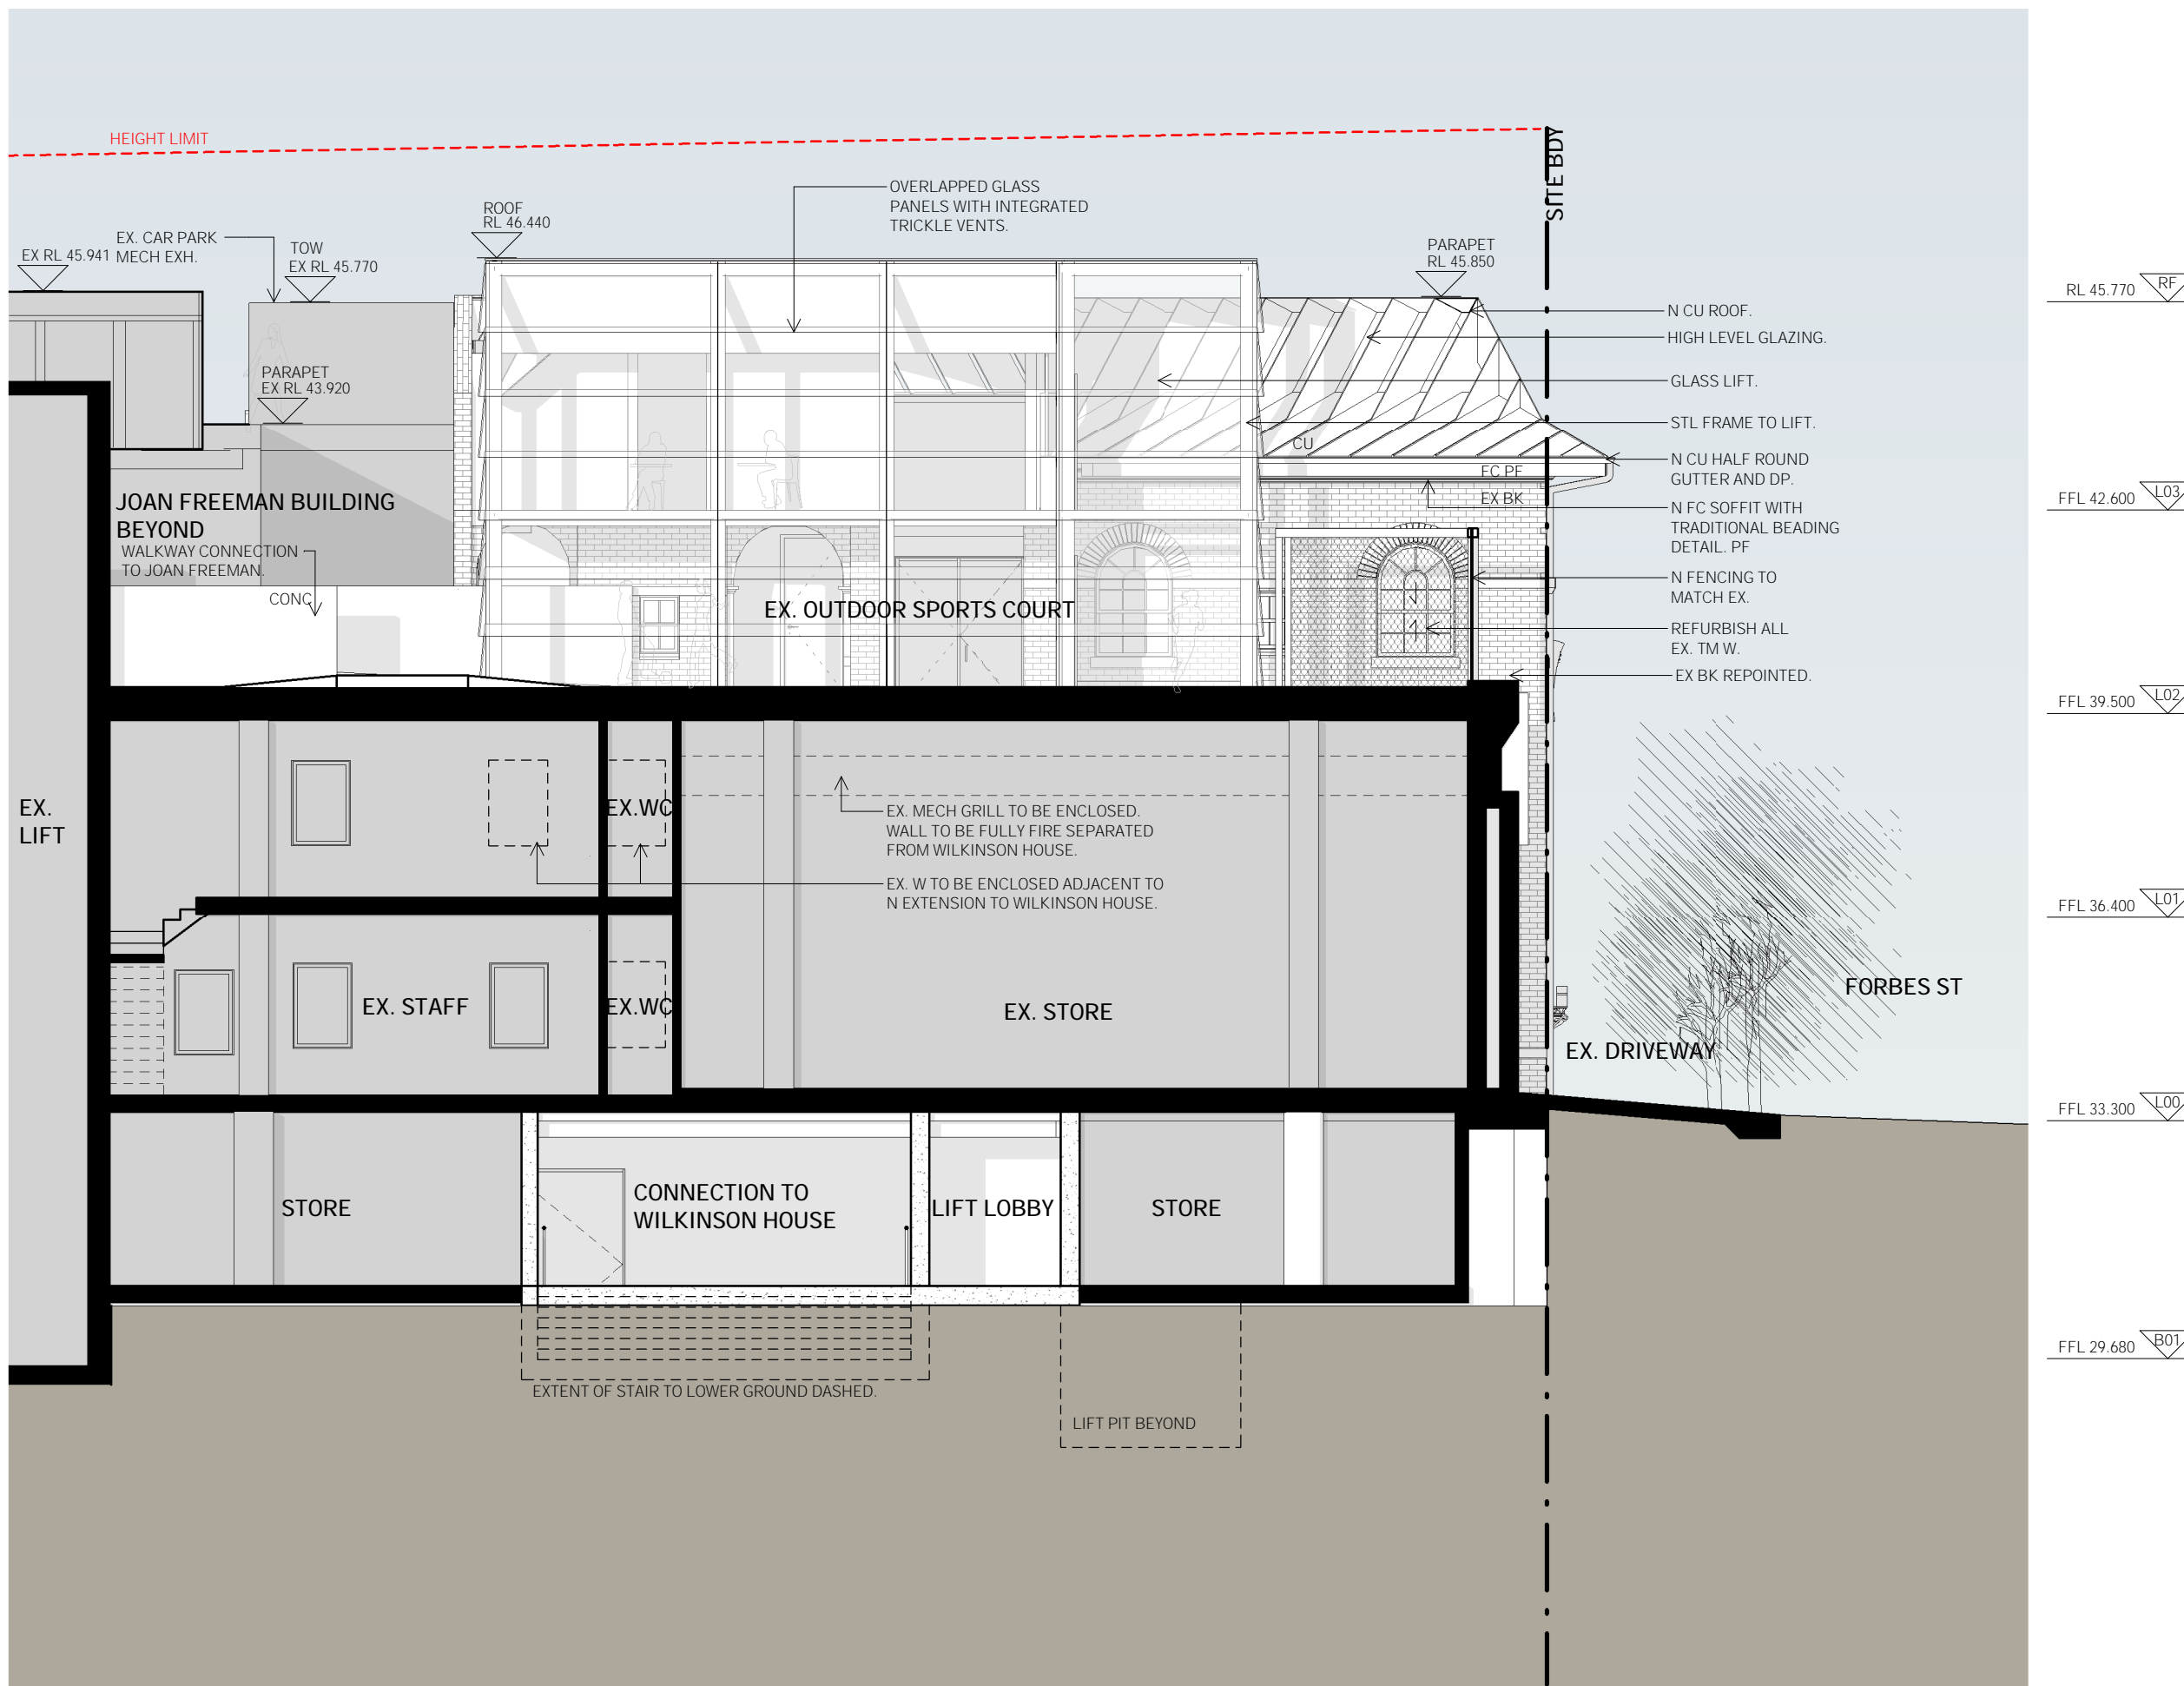 HEIGHT LIMIT
SITE BDY
OVERLAPPED GLASS
PANELS WITH INTEGRATED
TRICKLE VENTS.
ROOF
RL 46.440
EX. CAR PARK
MECH EXH.
EX RL 45.941
TOW
EX RL 45.770
PARAPET
RL 45.850
RL 45.770
RF
N CU ROOF.
HIGH LEVEL GLAZING.
GLASS LIFT.
STL FRAME TO LIFT.
PARAPET
EX RL 43.920
CU
FC PF
EX BK
N CU HALF ROUND
GUTTER AND DP.
N FC SOFFIT WITH
TRADITIONAL BEADING
DETAIL. PF
FFL 42.600
L03
JOAN FREEMAN BUILDING
BEYOND
WALKWAY CONNECTION
TO JOAN FREEMAN.
CONC
EX. OUTDOOR SPORTS COURT
N FENCING TO
MATCH EX.
REFURBISH ALL
EX. TM W.
EX BK REPOINTED.
FFL 39.500
L02
EX.
LIFT
EX.WC
EX. MECH GRILL TO BE ENCLOSED.
WALL TO BE FULLY FIRE SEPARATED
FROM WILKINSON HOUSE.
EX. W TO BE ENCLOSED ADJACENT TO
N EXTENSION TO WILKINSON HOUSE.
FFL 36.400
L01
EX. STAFF
EX.WC
EX. STORE
FORBES ST
EX. DRIVEWAY
FFL 33.300
L00
STORE
CONNECTION TO
WILKINSON HOUSE
LIFT LOBBY
STORE
FFL 29.680
B01
EXTENT OF STAIR TO LOWER GROUND DASHED.
LIFT PIT BEYOND